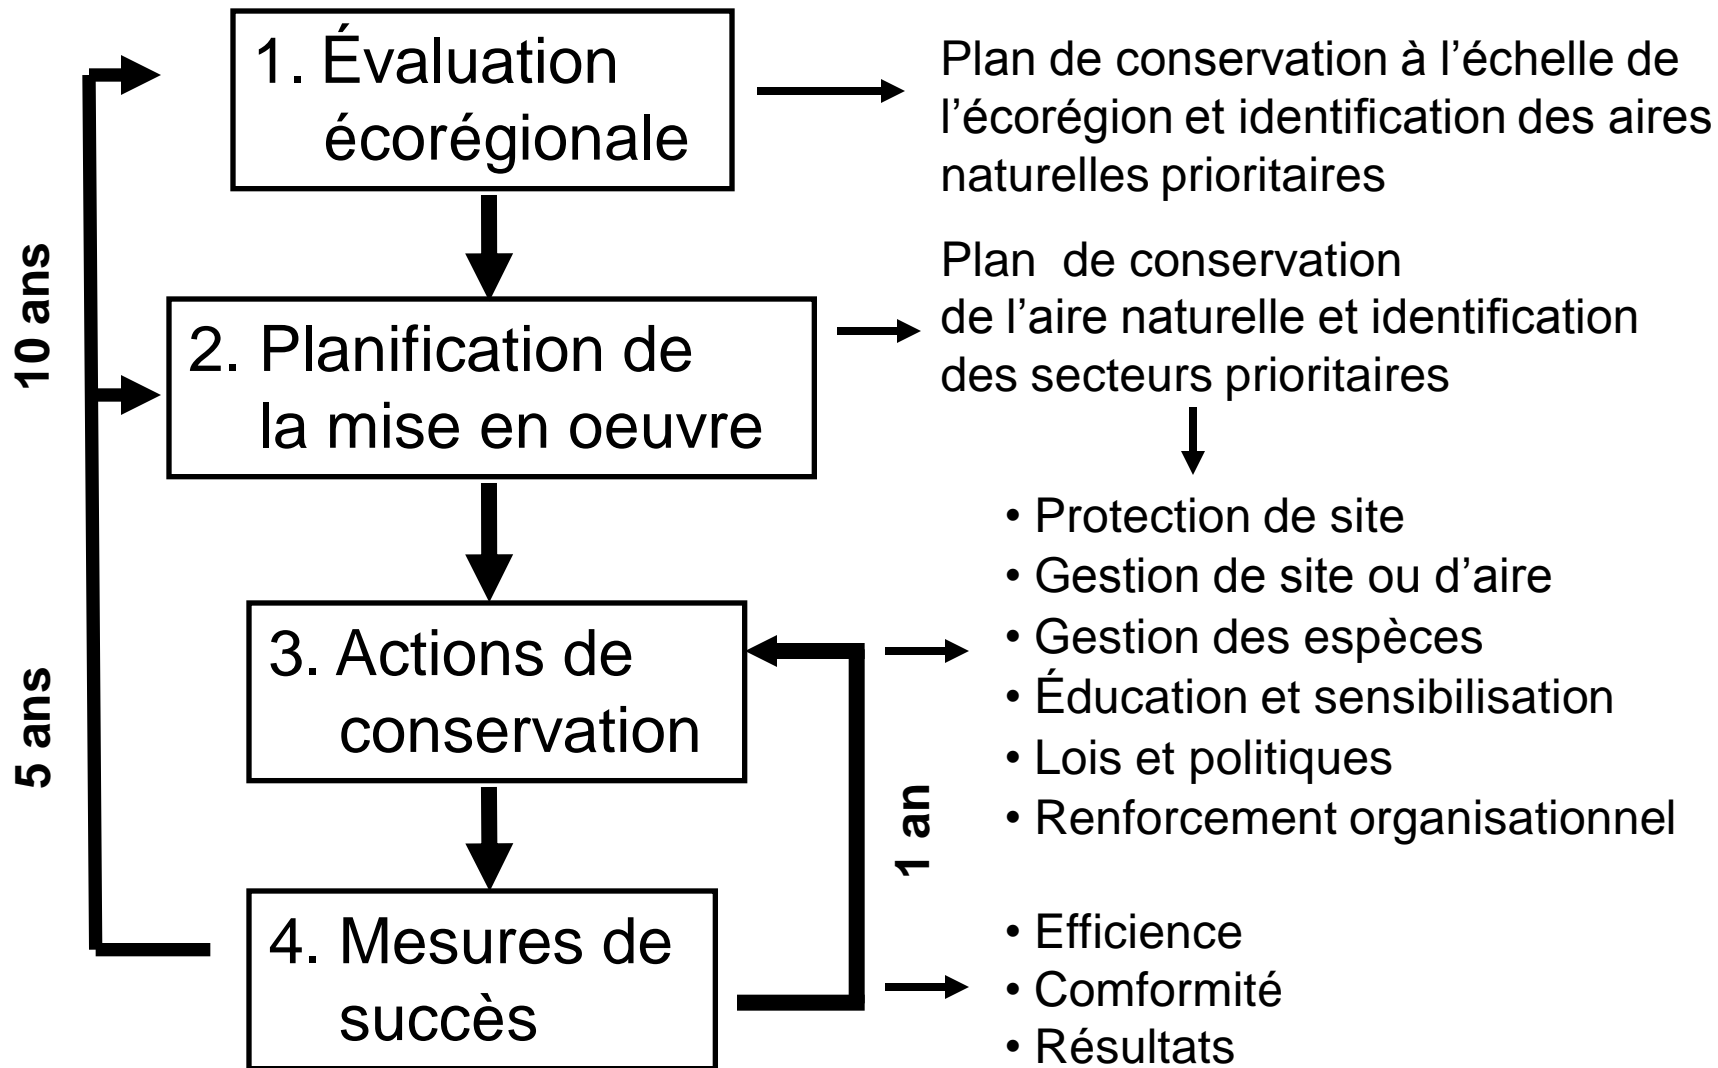 1. Évaluation
écorégionale
Plan de conservation à l’échelle de
l’écorégion et identification des aires
naturelles prioritaires
10 ans
2. Planification de
la mise en oeuvre
Plan de conservation
de l’aire naturelle et identification
des secteurs prioritaires
5 ans
3. Actions de
conservation
1 an
• Protection de site
• Gestion de site ou d’aire
• Gestion des espèces
• Éducation et sensibilisation
• Lois et politiques
• Renforcement organisationnel
4. Mesures de
succès
• Efficience
• Comformité
• Résultats